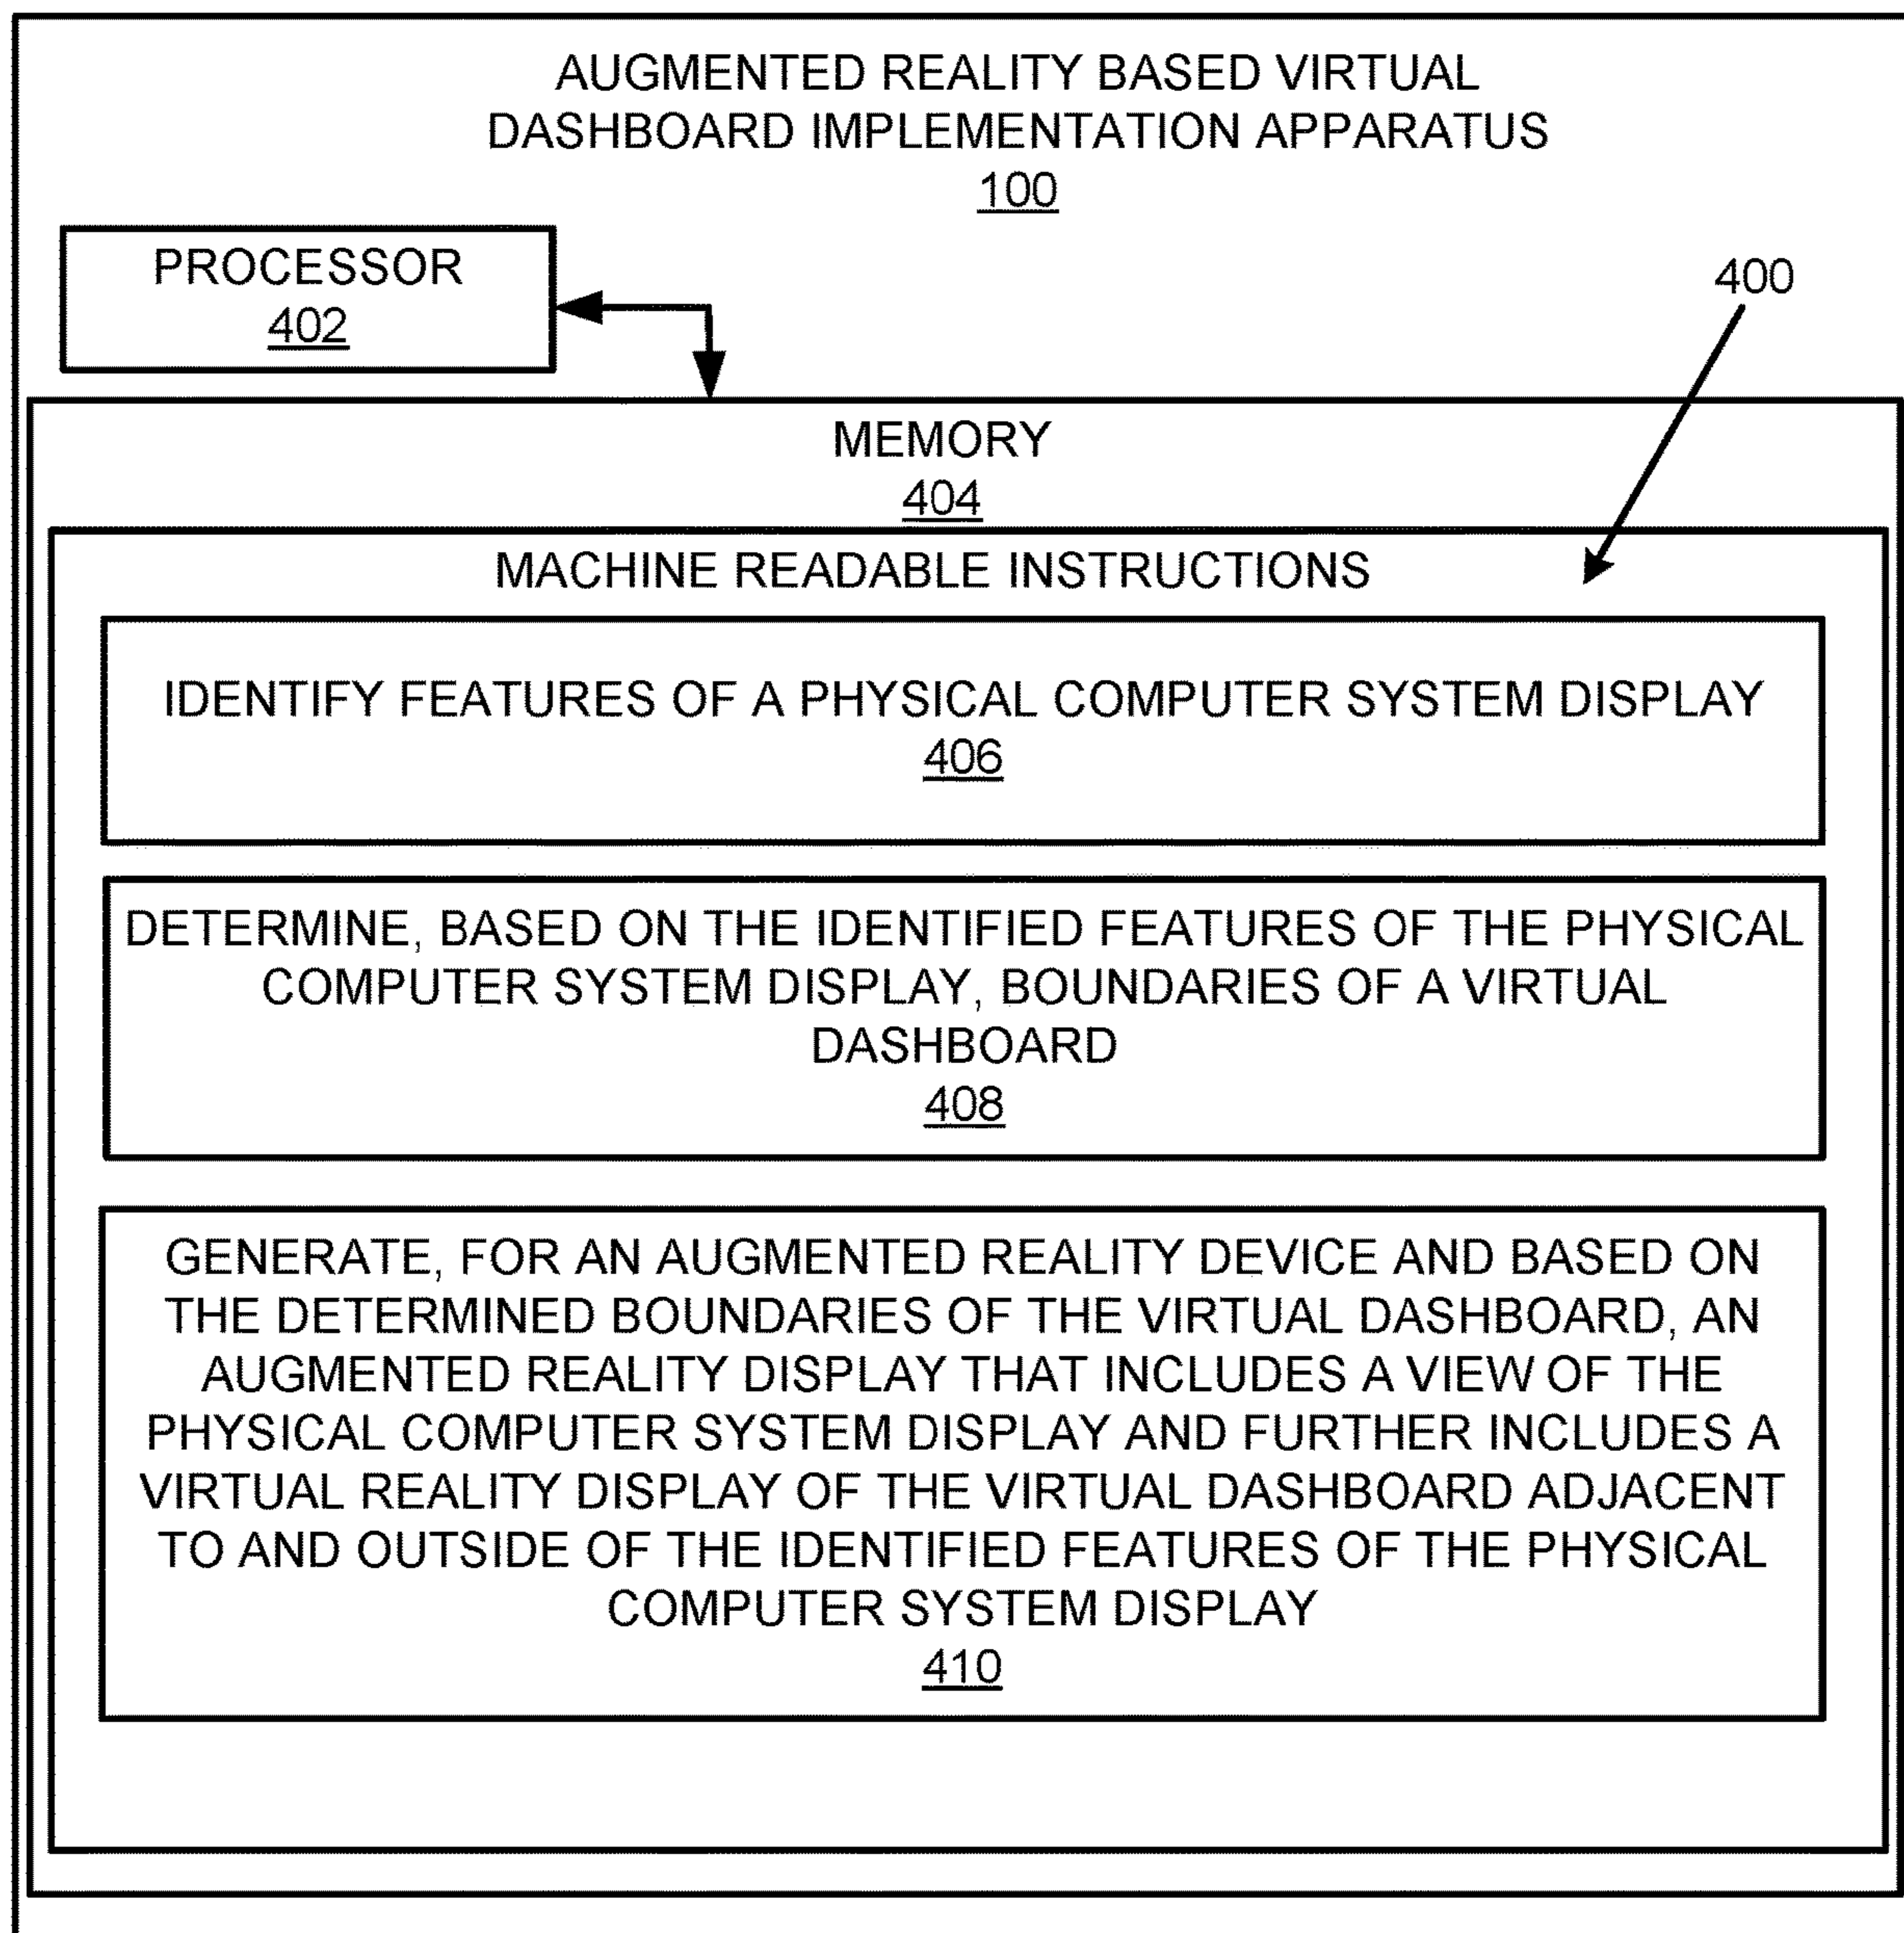 AUGMENTED REALITY BASED VIRTUAL
DASHBOARD IMPLEMENTATION APPARATUS
100
PROCESSOR
402
400
MEMORY
404
MACHINE READABLE INSTRUCTIONS
IDENTIFY FEATURES OF A PHYSICAL COMPUTER SYSTEM DISPLAY
406
DETERMINE, BASED ON THE IDENTIFIED FEATURES OF THE PHYSICAL
COMPUTER SYSTEM DISPLAY, BOUNDARIES OF A VIRTUAL
DASHBOARD
408
GENERATE, FOR AN AUGMENTED REALITY DEVICE AND BASED ON
THE DETERMINED BOUNDARIES OF THE VIRTUAL DASHBOARD, AN
AUGMENTED REALITY DISPLAY THAT INCLUDES A VIEW OF THE
PHYSICAL COMPUTER SYSTEM DISPLAY AND FURTHER INCLUDES A
VIRTUAL REALITY DISPLAY OF THE VIRTUAL DASHBOARD ADJACENT
TO AND OUTSIDE OF THE IDENTIFIED FEATURES OF THE PHYSICAL
COMPUTER SYSTEM DISPLAY
410